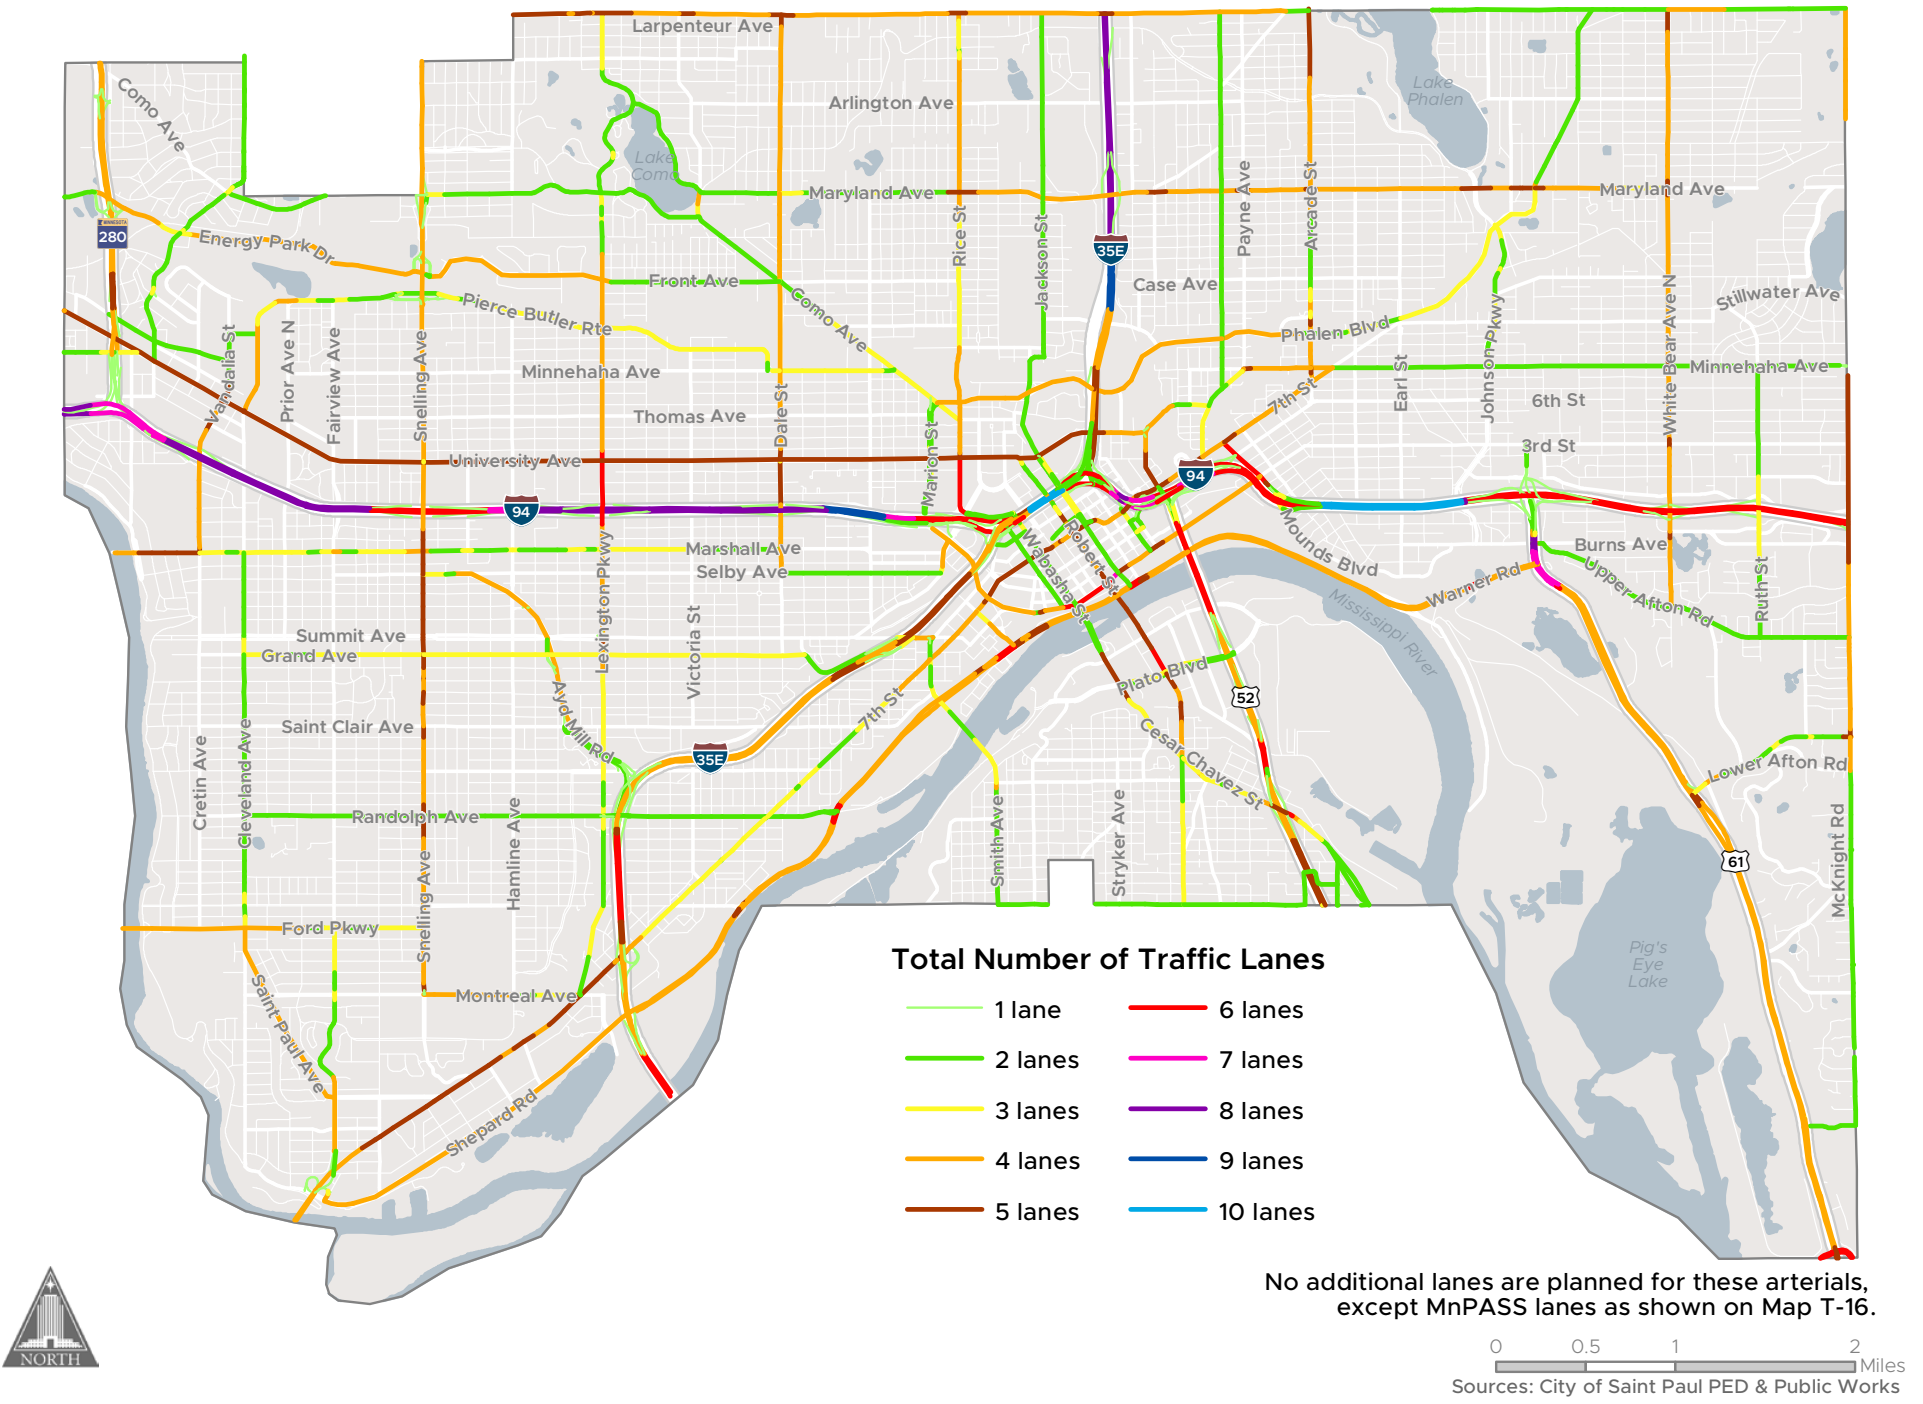 Larpenteur Ave
Como Ave
Arlington Ave
Lake
Phalen
Lake
Como
MINNESOTA
280
Energy Park Dr
Maryland Ave
Maryland Ave
Rice St
Jackson St
35E
Payne Ave
Arcade St
Case Ave
Front Ave
Como Ave
Pierce Butler Rte
Phalen Blvd
Stillwater Ave
Johnson Pkwy
White Bear Ave N
Vandalia St
Prior Ave N
Fairview Ave
Snelling Ave
Minnehaha Ave
Minnehaha Ave
Thomas Ave
Dale St
Marion St
7th St
Earl St
6th St
3rd St
University Ave
94
94
Marshall Ave
Selby Ave
Lexington Pkwy
Wabasha St
Robert St
Mounds Blvd
Burns Ave
Warner Rd
Upper Afton Rd
Ruth St
Mississippi River
Summit Ave
Grand Ave
Victoria St
Plato Blvd
52
Ayd Mill Rd
7th St
Saint Clair Ave
35E
Cesar Chavez St
Lower Afton Rd
Cretin Ave
Cleveland Ave
Randolph Ave
Hamline Ave
Snelling Ave
Smith Ave
Stryker Ave
61
McKnight Rd
Ford Pkwy
Montreal Ave
Saint Paul Ave
Shepard Rd
Pig's
Eye
Lake
Total Number of Traffic Lanes
1 lane
2 lanes
3 lanes
4 lanes
5 lanes
6 lanes
7 lanes
8 lanes
9 lanes
10 lanes
No additional lanes are planned for these arterials,
except MnPASS lanes as shown on Map T-16.
0 0.5 1 2
Miles
Sources: City of Saint Paul PED & Public Works
NORTH